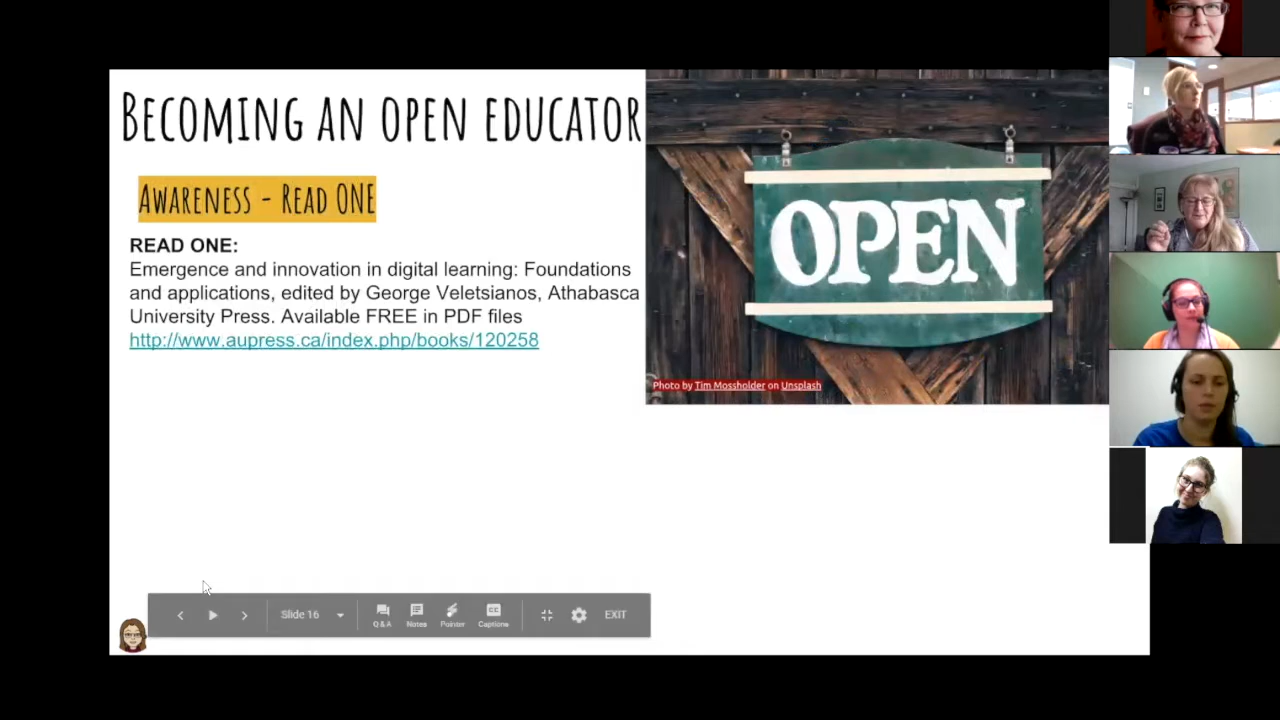 BECOMING AN OPEN EDUCATOR
AWARENESS - READ ONE
READ ONE:
Emergence and innovation in digital learning: Foundations
and applications, edited by George Veletsianos, Athabasca
University Press. Available FREE in PDF files
http://www.aupress.ca/index.php/books/120258
OPEN
Photo by Tim Mossholder on Unsplash
Slide 16
Q&A
Notes
Pointer
CC
Captions
EXIT